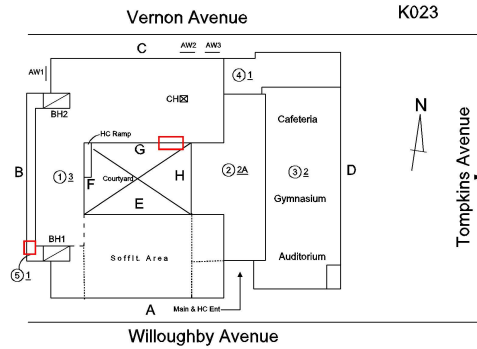 Vernon Avenue
K023
C
AW2 AW3
AW1
4 1
CH
BH2
Cafeteria
N
HC Ramp
G
B
1 3
F
Courtyard
H
2 2A
3 2
D
Tompkins Avenue
E
Gymnasium
BH1
Soffit Area
Auditorium
5 1
A
Main & HC Ent
Willoughby Avenue